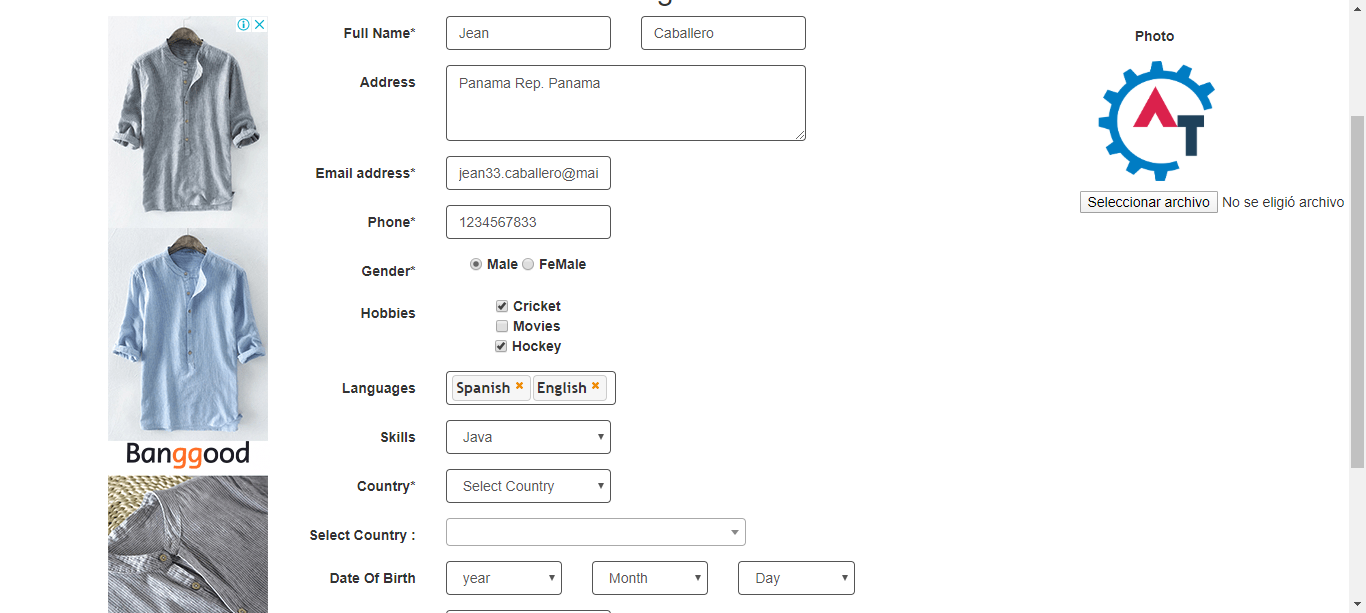 Full Name* Jean Caballero
Photo
Address Panama Rep. Panama
Email address* jean33.caballero@mai
Seleccionar archivo No se eligió archivo
Phone* 1234567833
Gender* Male FeMale
Hobbies Cricket
Movies
Hockey
Languages Spanish English
Skills Java
Banggood
Country* Select Country
Select Country :
Date Of Birth year Month Day